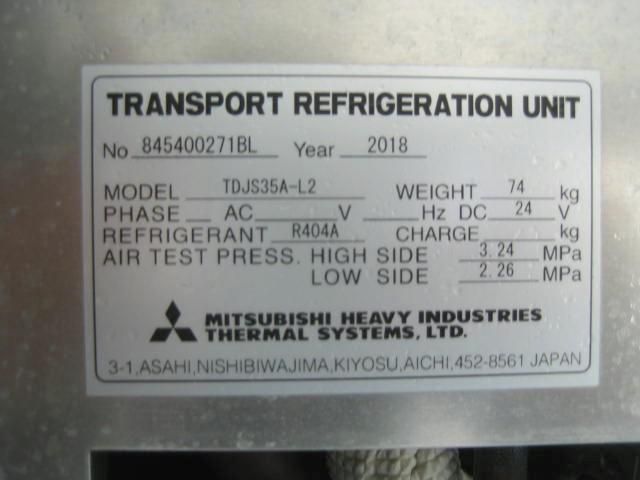 TRANSPORT REFRIGERATION UNIT
No 845400271BL Year 2018
MODEL TDJS35A-L2 WEIGHT 74 kg
PHASE AC V Hz DC 24 V
REFRIGERANT R404A CHARGE kg
AIR TEST PRESS. HIGH SIDE 3.24 MPa
LOW SIDE 2.26 MPa
MITSUBISHI HEAVY INDUSTRIES
THERMAL SYSTEMS, LTD.
3-1,ASAHI,NISHIBIWAJIMA,KIYOSU,AICHI,452-8561 JAPAN